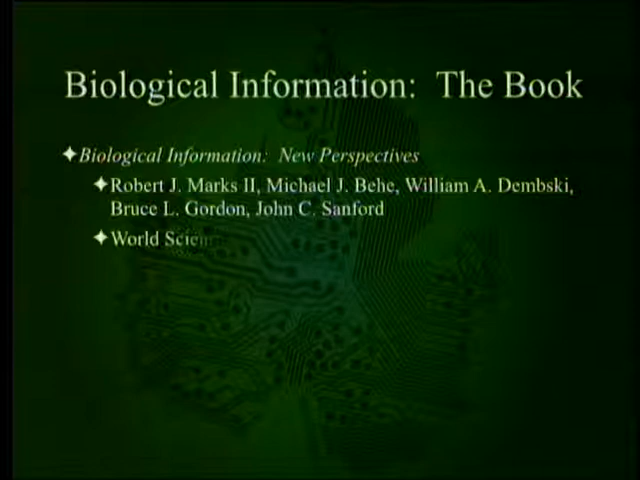 Biological Information: The Book
Biological Information: New Perspectives
Robert J. Marks II, Michael J. Behe, William A. Dembski,
Bruce L. Gordon, John C. Sanford
World